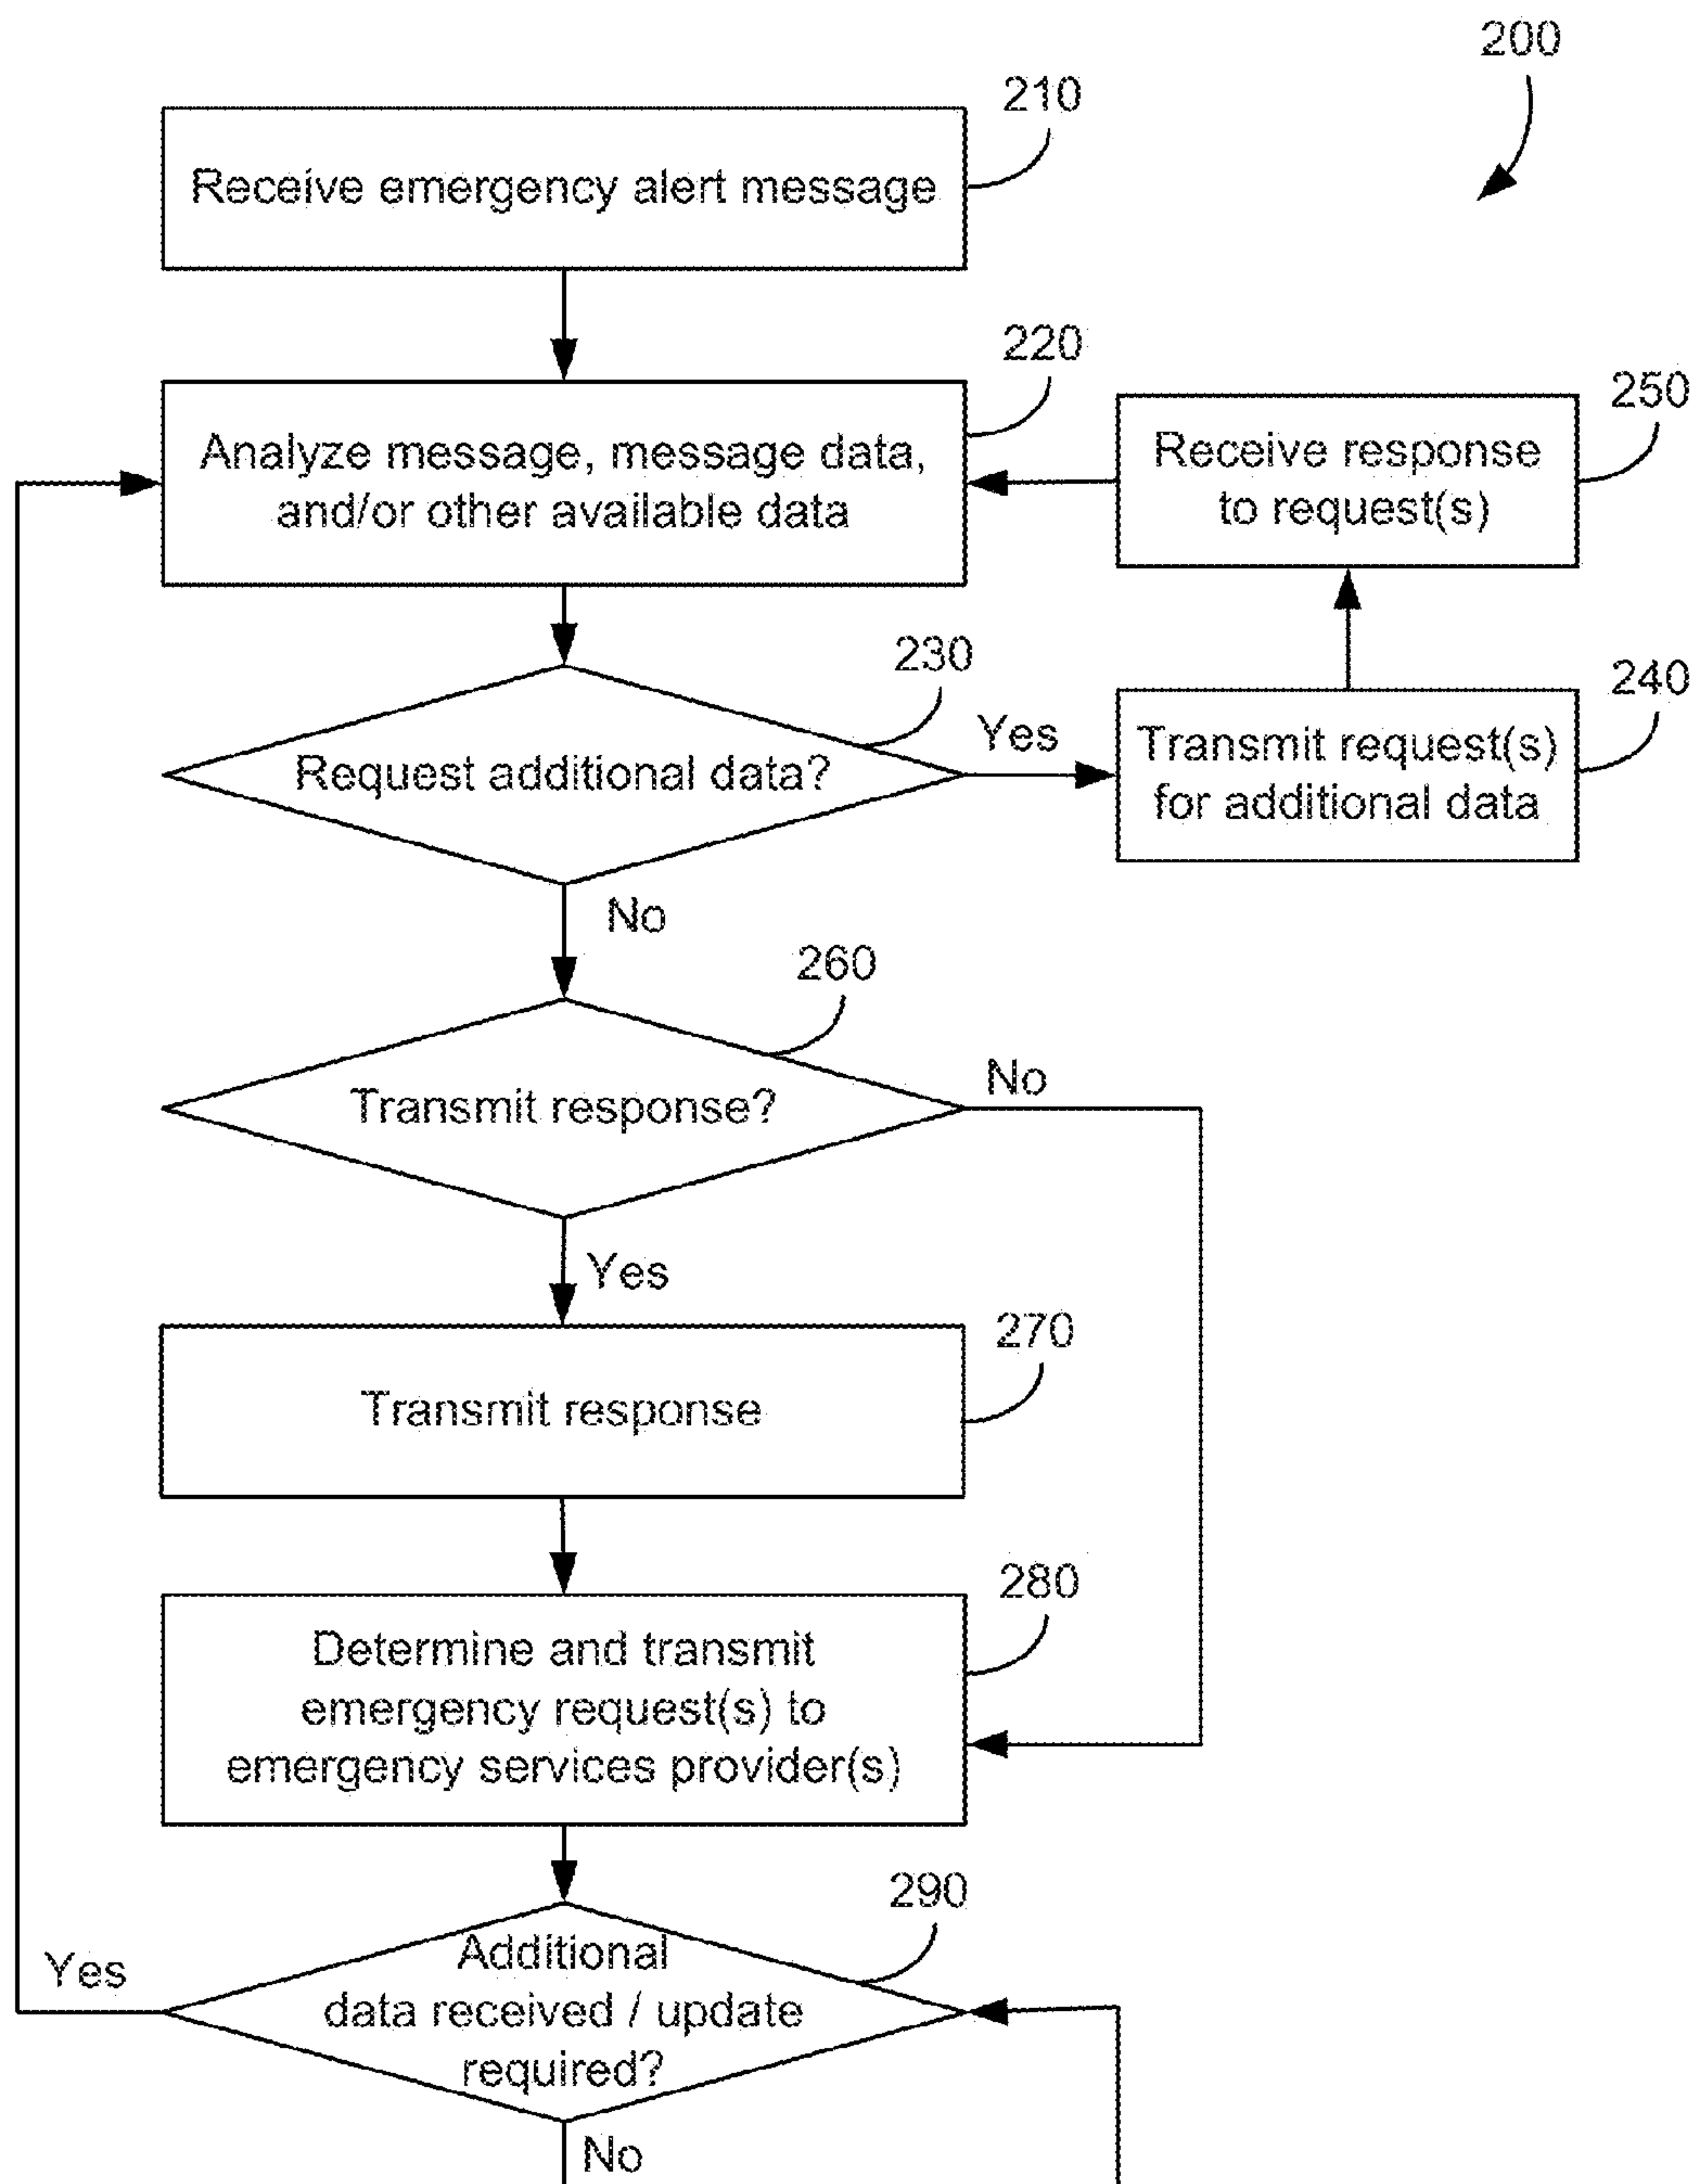 200
210
Receive emergency alert message
220
Analyze message, message data,
and/or other available data
250
Receive response
to request(s)
230
Request additional data?
Yes
240
Transmit request(s)
for additional data
No
260
Transmit response?
No
Yes
270
Transmit response
280
Determine and transmit
emergency request(s) to
emergency services provider(s)
290
Additional
data received / update
required?
Yes
No